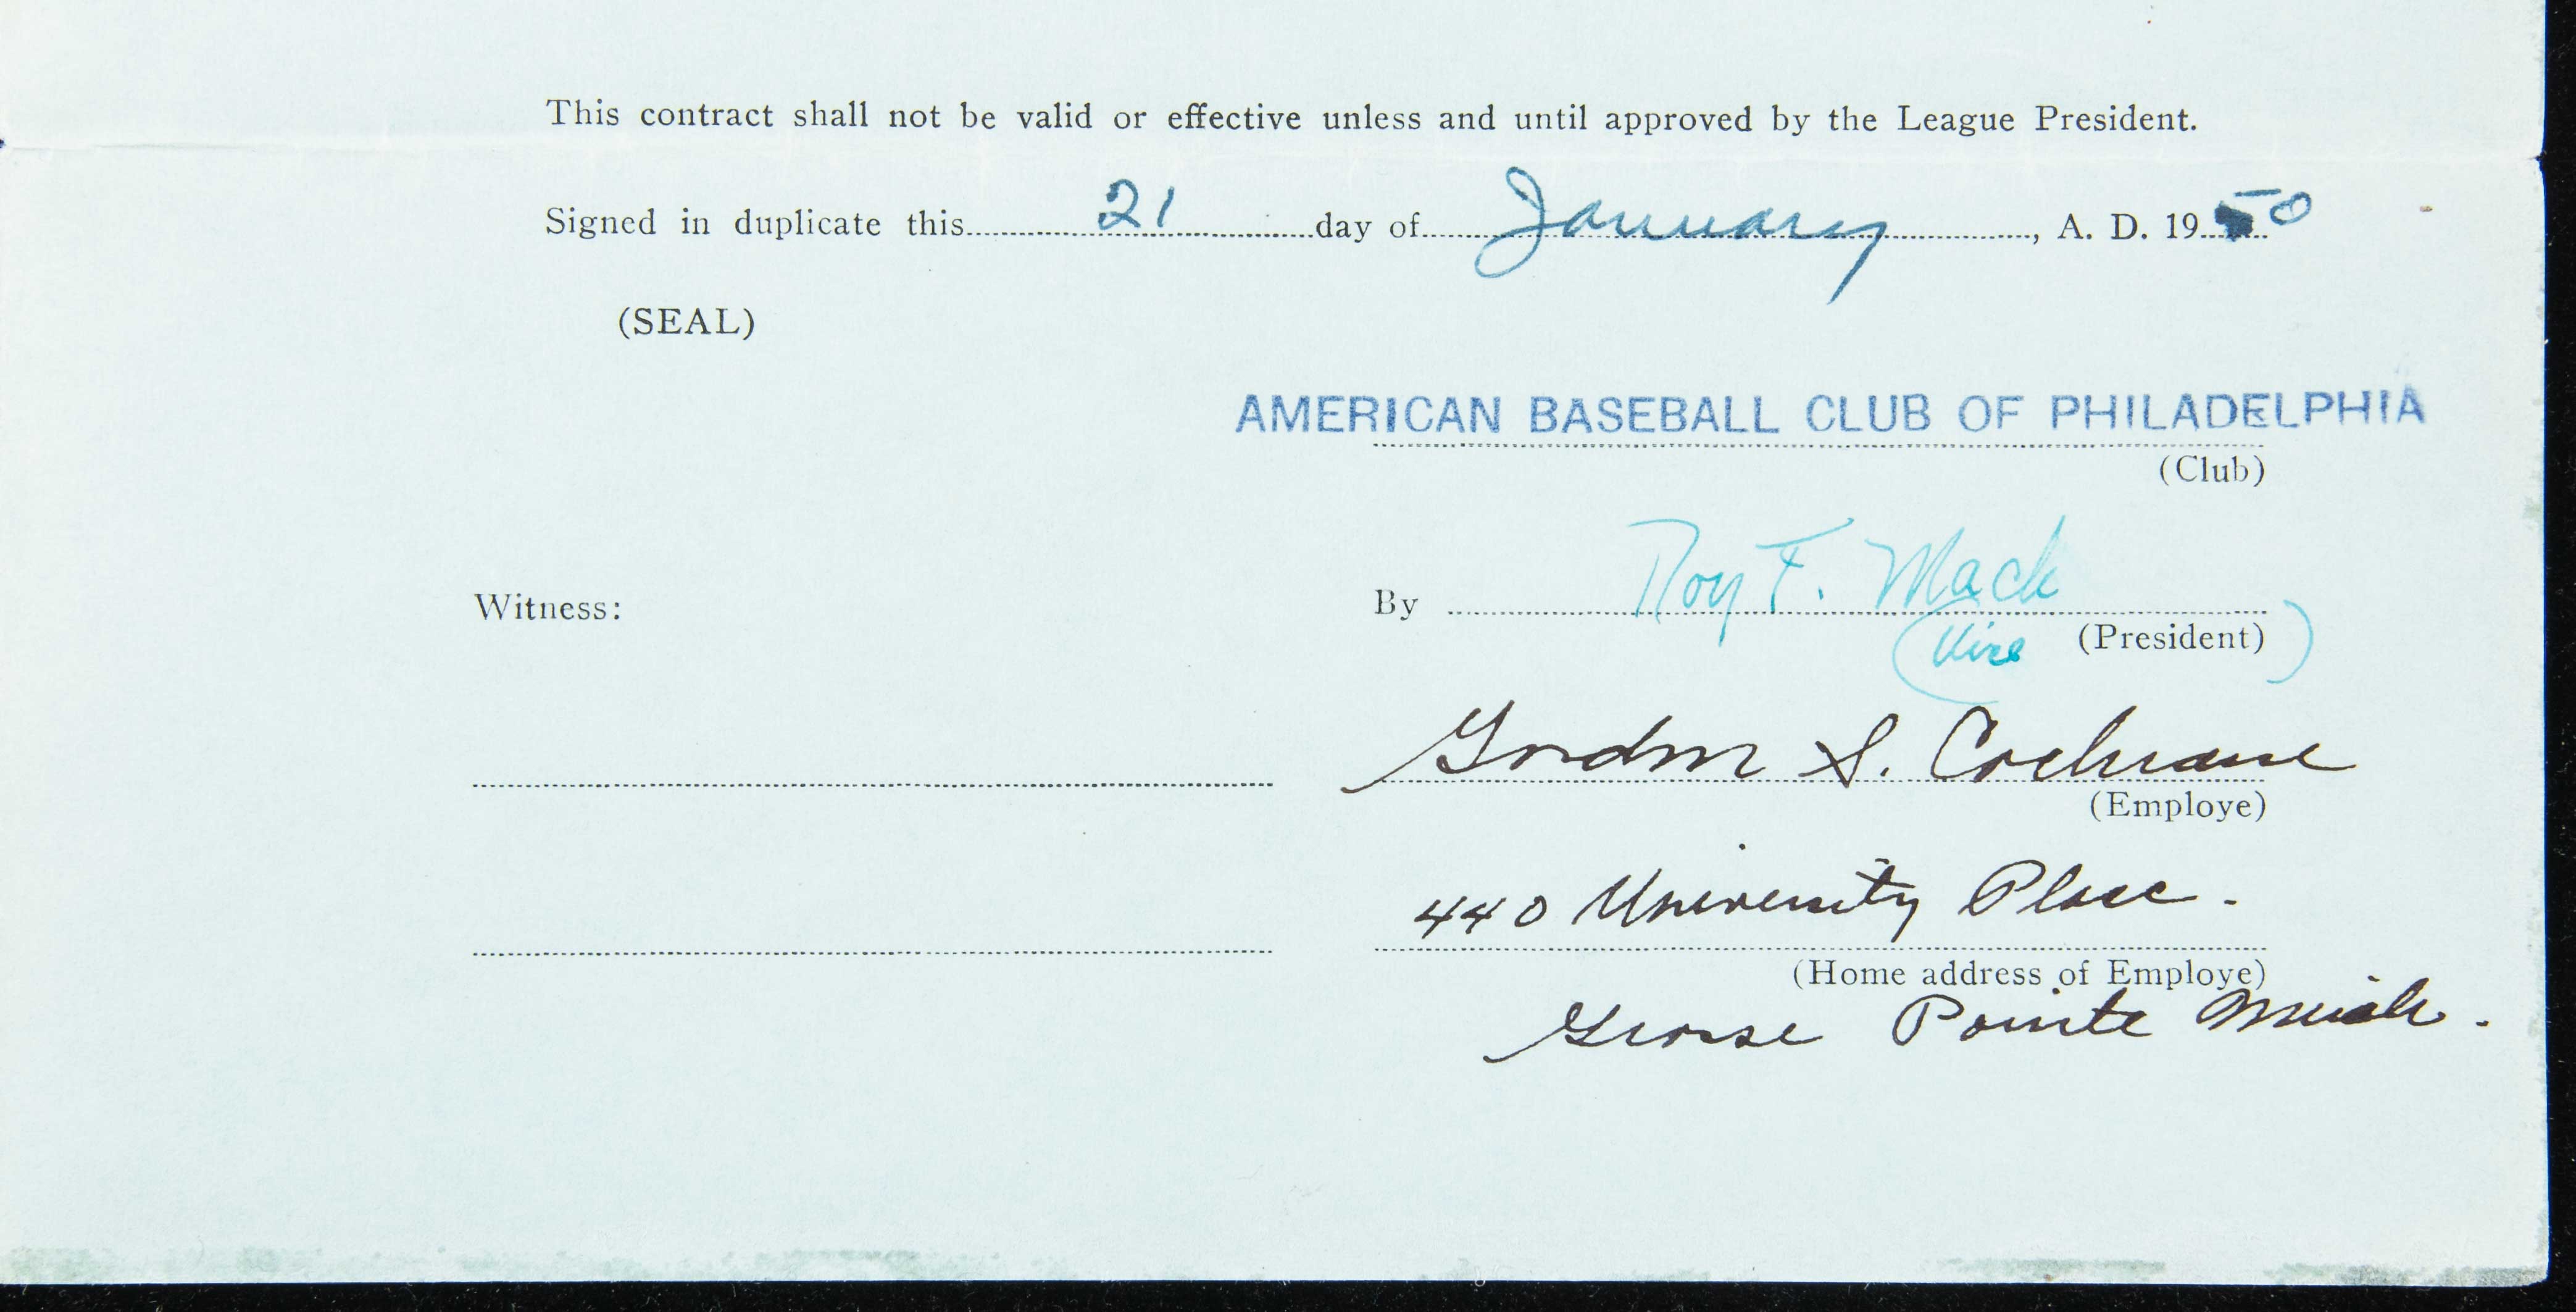 This contract shall not be valid or effective unless and until approved by the League President.
Signed in duplicate this 21 day of January, A. D. 1950
(SEAL)
AMERICAN BASEBALL CLUB OF PHILADELPHIA
(Club)
Witness: By Roy F. Mack
(Vice (President))
Gordon S. Cochrane
(Employe)
440 University Place.
(Home address of Employe)
Grosse Pointe Mich.